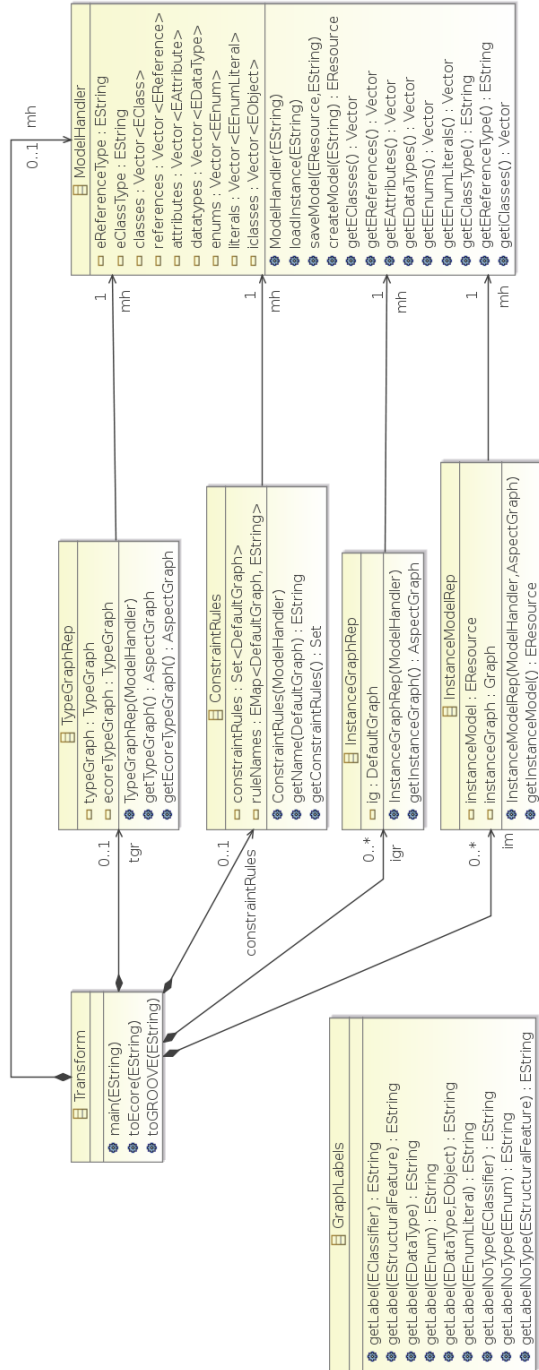 Transform
main(EString)
toEcore(EString)
toGROOVE(EString)
GraphLabels
getLabel(EClassifier) : EString
getLabel(EStructuralFeature) : EString
getLabel(EDataType) : EString
getLabel(EEnum) : EString
getLabel(EDataType,EObject) : EString
getLabel(EEnumLiteral) : EString
getLabelNoType(EClassifier) : EString
getLabelNoType(EEnum) : EString
getLabelNoType(EStructuralFeature) : EString
0..1
tgr
0..1
constraintRules
0..*
igr
0..*
im
TypeGraphRep
typeGraph : TypeGraph
ecoreTypeGraph : TypeGraph
TypeGraphRep(ModelHandler)
getTypeGraph() : AspectGraph
getEcoreTypeGraph() : AspectGraph
ConstraintRules
constraintRules : Set<DefaultGraph>
ruleNames : EMap<DefaultGraph, EString>
ConstraintRules(ModelHandler)
getName(DefaultGraph) : EString
getConstraintRules() : Set
InstanceGraphRep
ig : DefaultGraph
InstanceGraphRep(ModelHandler)
getInstanceGraph() : AspectGraph
InstanceModelRep
instanceModel : EResource
instanceGraph : Graph
InstanceModelRep(ModelHandler,AspectGraph)
getInstanceModel() : EResource
0..1
mh
1
mh
1
mh
1
mh
1
mh
ModelHandler
eReferenceType : EString
eClassType : EString
classes : Vector<EClass>
references : Vector<EReference>
attributes : Vector<EAttribute>
datatypes : Vector<EDataType>
enums : Vector<EEnum>
literals : Vector<EEnumLiteral>
iclasses : Vector<EObject>
ModelHandler(EString)
loadInstance(EString)
saveModel(EResource,EString)
createModel(EString) : EResource
getEClasses() : Vector
getEReferences() : Vector
getEAttributes() : Vector
getEDataTypes() : Vector
getEEnums() : Vector
getEEnumLiterals() : Vector
getEClassType() : EString
getEReferenceType() : EString
getIClasses() : Vector